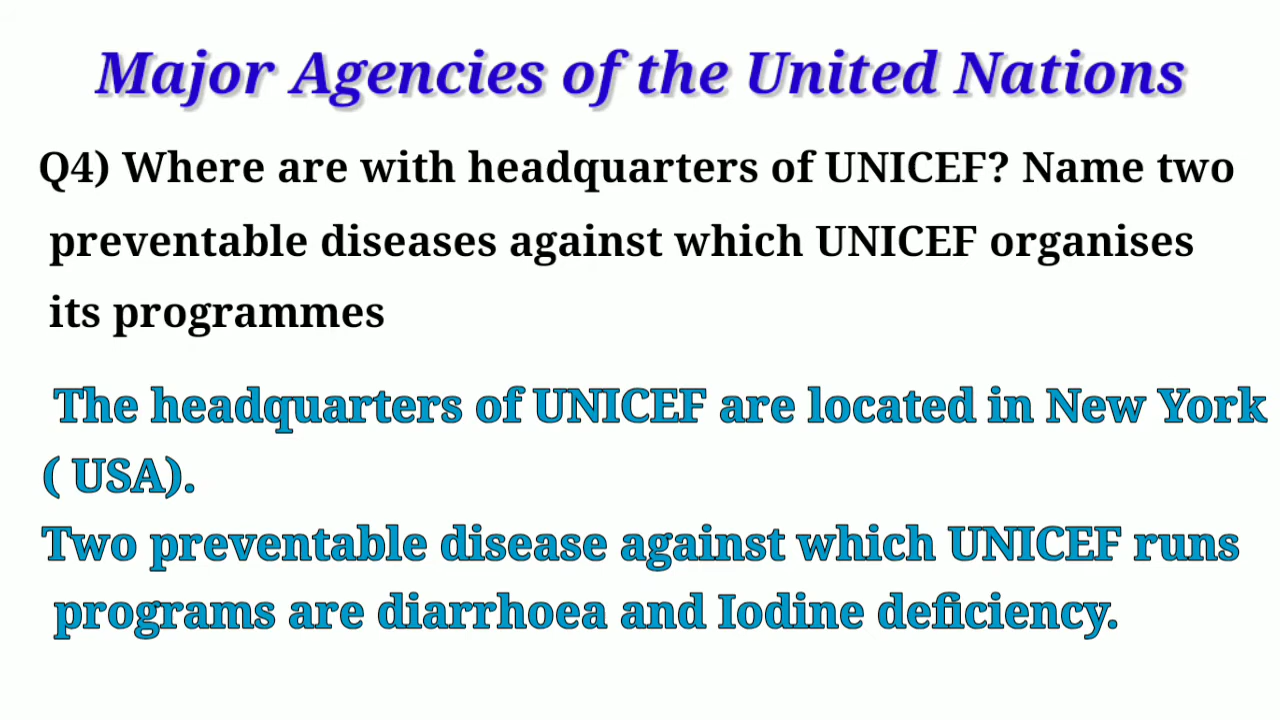 Major Agencies of the United Nations
Q4) Where are with headquarters of UNICEF? Name two
preventable diseases against which UNICEF organises
its programmes
The headquarters of UNICEF are located in New York
( USA).
Two preventable disease against which UNICEF runs
programs are diarrhoea and Iodine deficiency.